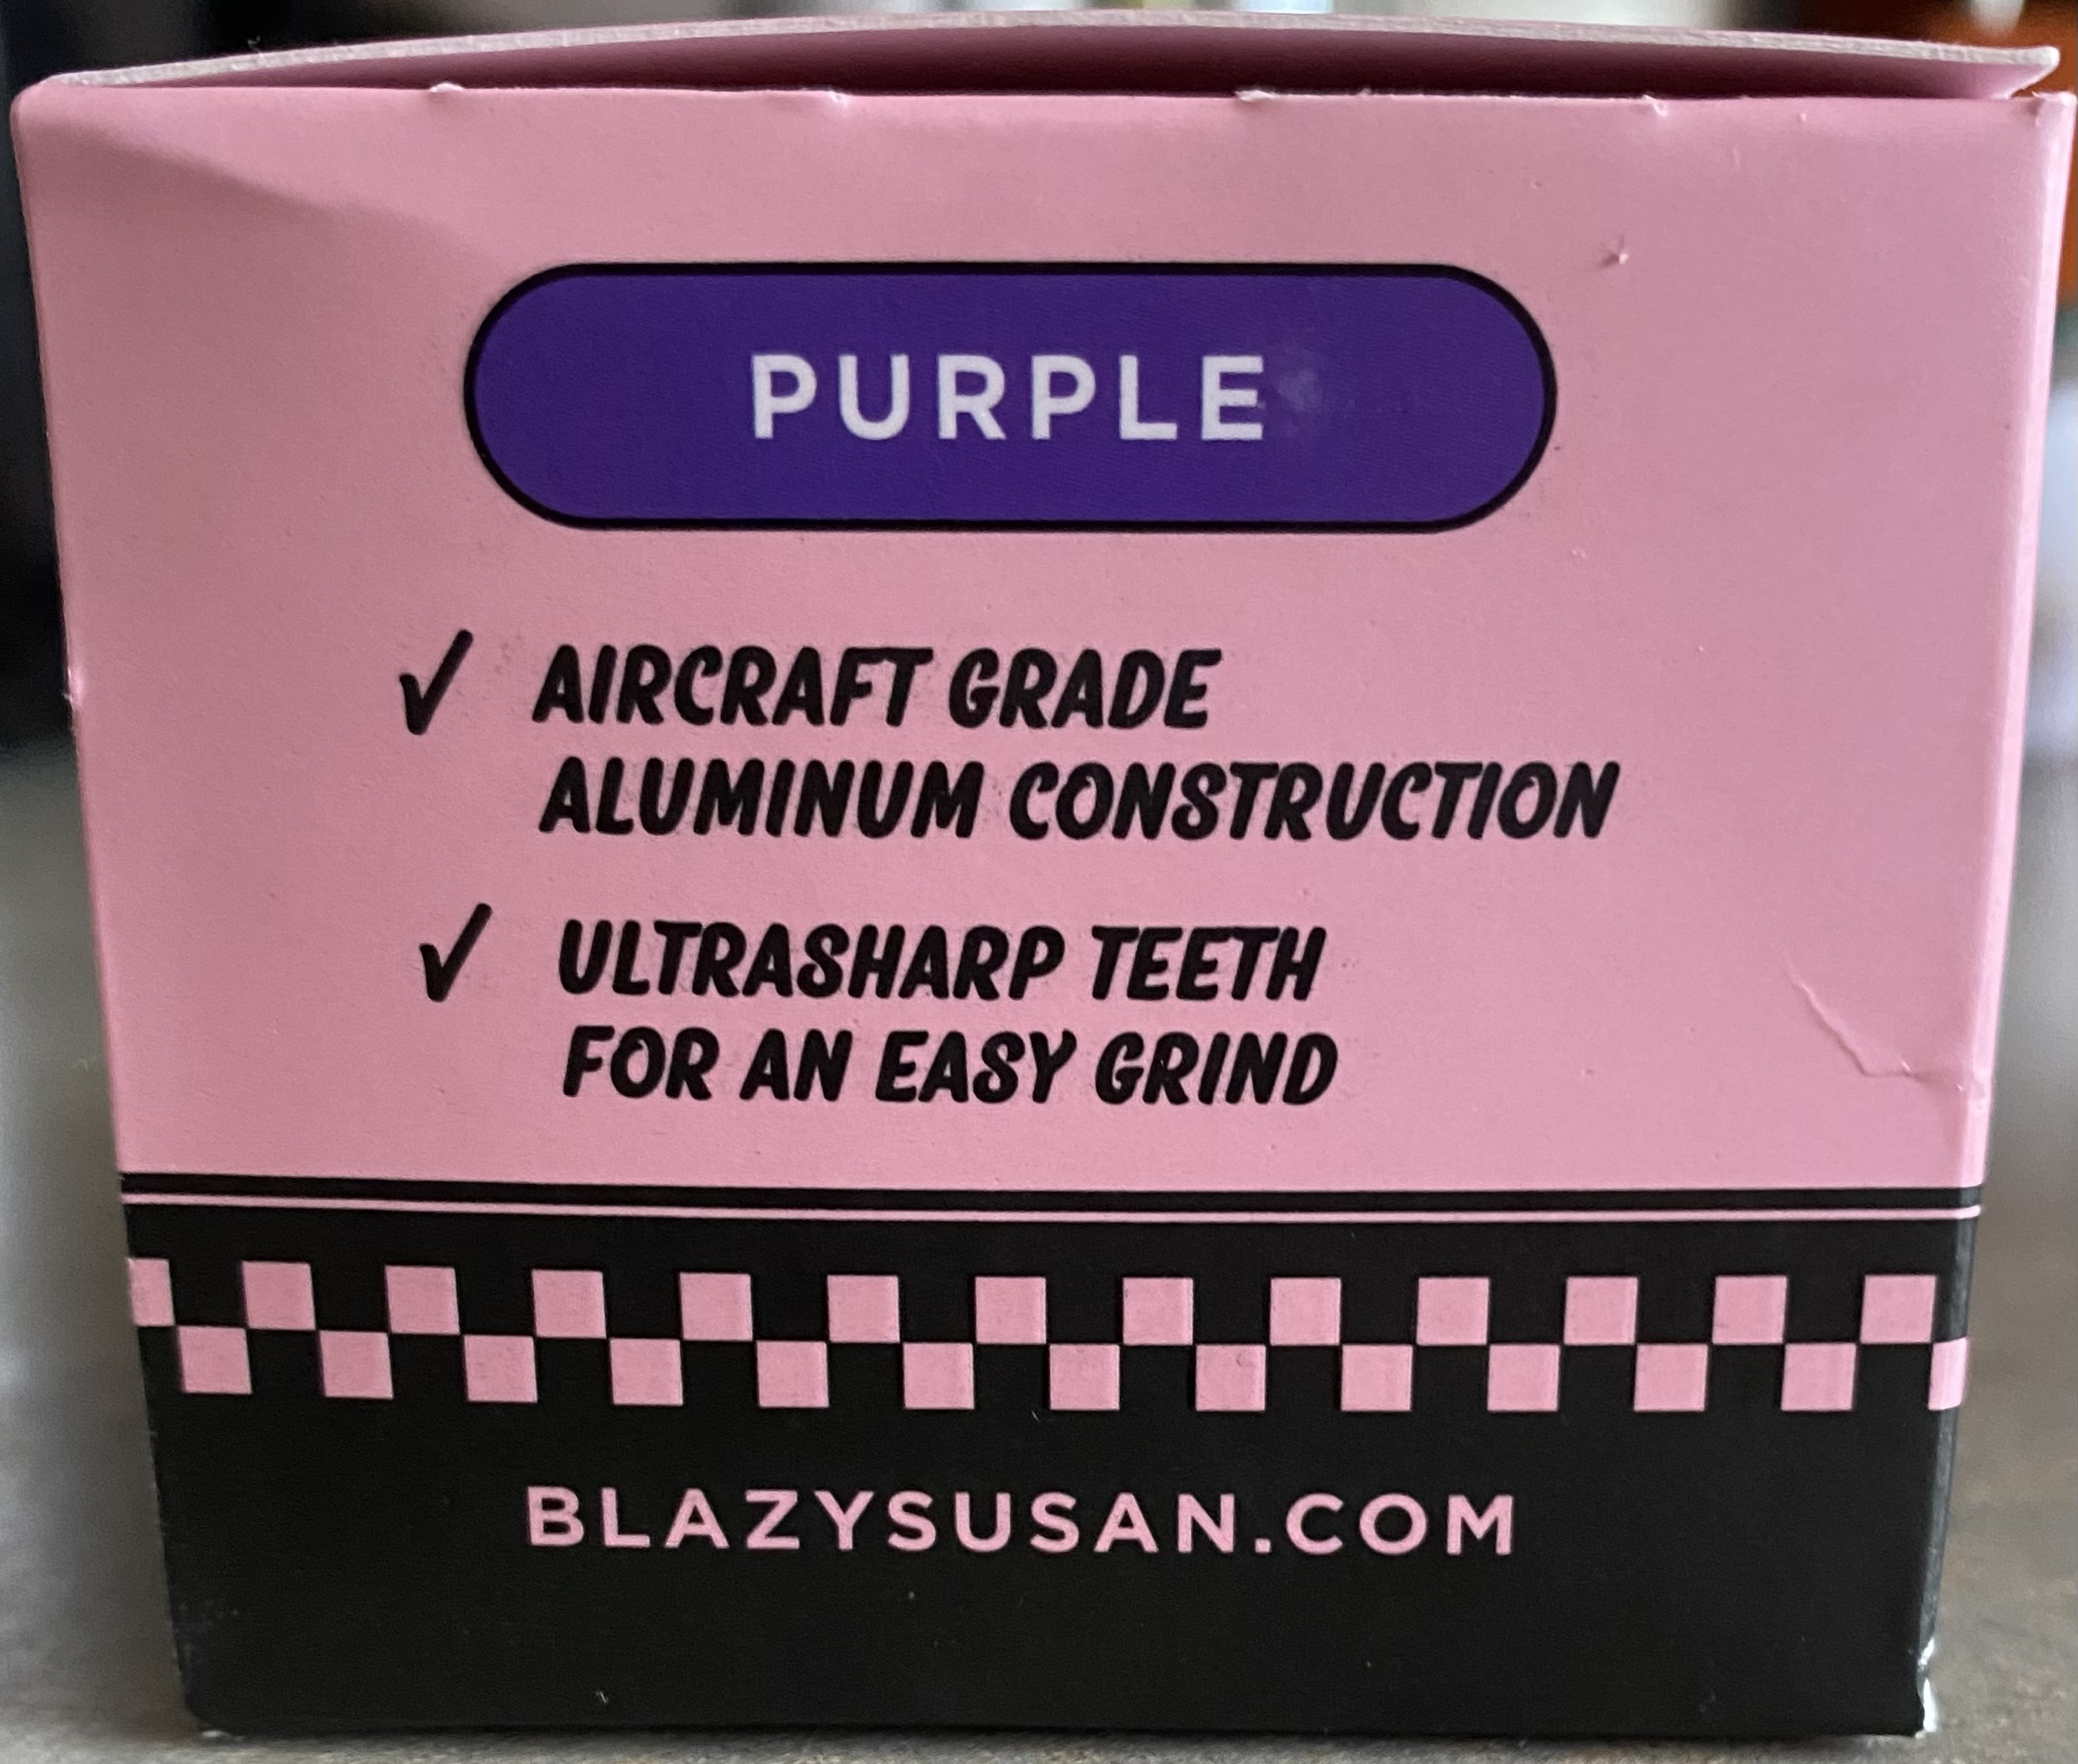 PURPLE
✓ AIRCRAFT GRADE
ALUMINUM CONSTRUCTION
✓ ULTRASHARP TEETH
FOR AN EASY GRIND
BLAZYSUSAN.COM